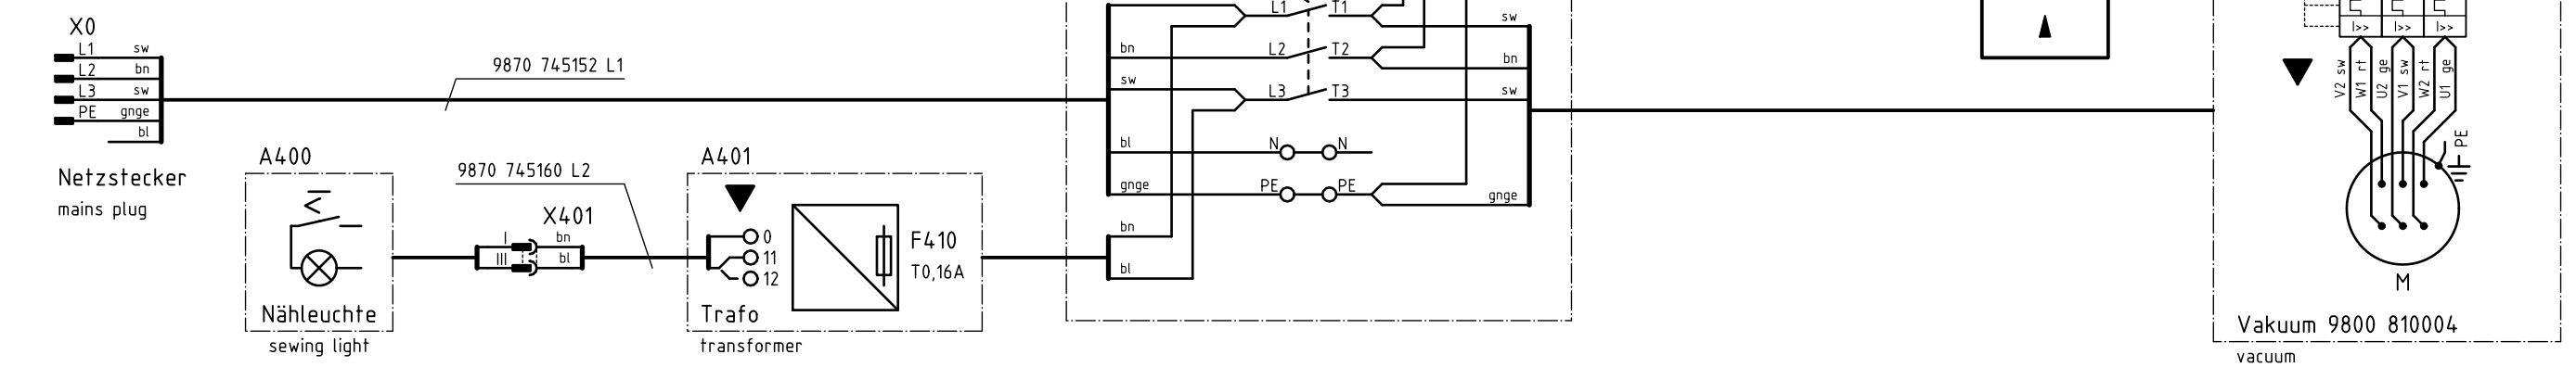 X0
L1 sw
L2 bn
L3 sw
PE gnge
bl
Netzstecker
mains plug
9870 745152 L1
A400
Nähleuchte
sewing light
9870 745160 L2
X401
I bn
III bl
A401
0
11
12
F410
T0,16A
Trafo
transformer
L1 T1 sw
bn L2 T2 bn
sw L3 T3 sw
bl N N
gnge PE PE gnge
bn
bl
I>> I>> I>>
V2 sw
W1 rt
U2 ge
V1 sw
W2 rt
U1 ge
PE
M
Vakuum 9800 810004
vacuum